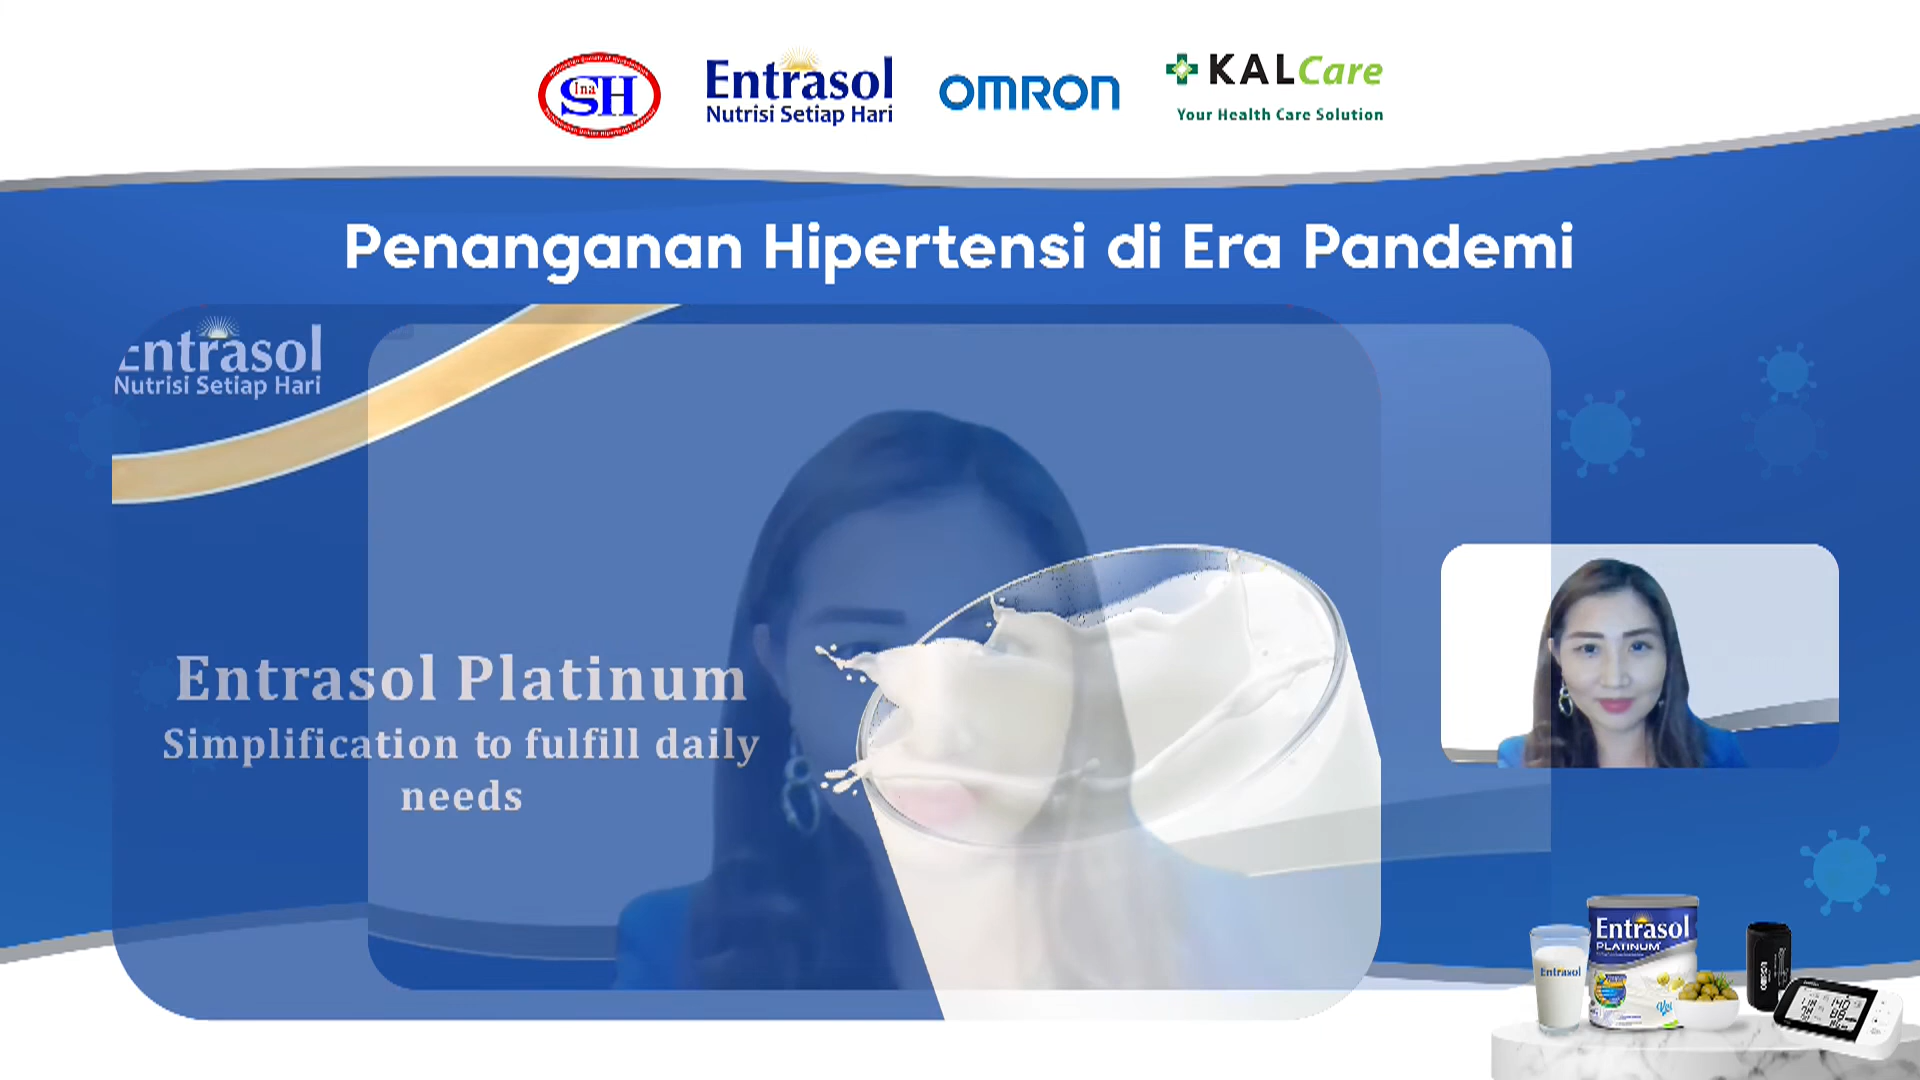 InaSH
Entrasol
Nutrisi Setiap Hari
OMRON
KALCare
Your Health Care Solution
Penanganan Hipertensi di Era Pandemi
Entrasol
Nutrisi Setiap Hari
Entrasol Platinum
Simplification to fulfill daily
needs
Entrasol
PLATINUM
Entrasol